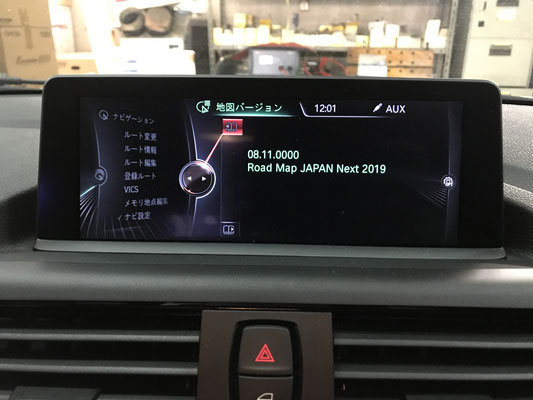 地図バージョン 12:01 AUX
ナビゲーション
ルート変更
ルート情報
ルート編集
登録ルート
VICS
メモリ地点編集
✓ ナビ設定
08.11.0000
Road Map JAPAN Next 2019